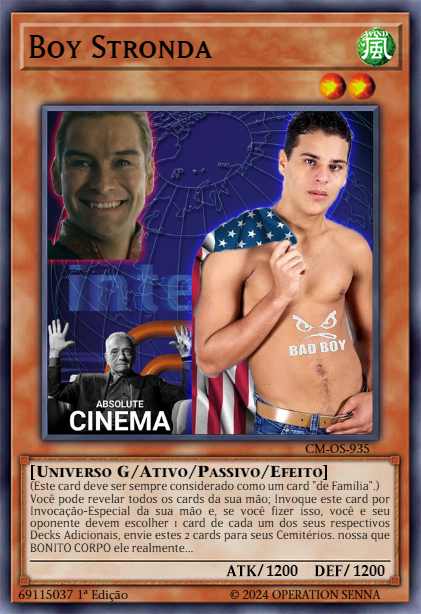 Boy Stronda
WIND
風
inte
BAD BOY
ABSOLUTE
CINEMA
CM-OS-935
[Universo G/Ativo/Passivo/Efeito]
(Este card deve ser sempre considerado como um card "de Família".)
Você pode revelar todos os cards da sua mão; Invoque este card por
Invocação-Especial da sua mão e, se você fizer isso, você e seu
oponente devem escolher 1 card de cada um dos seus respectivos
Decks Adicionais, envie estes 2 cards para seus Cemitérios. nossa que
BONITO CORPO ele realmente...
ATK/1200 DEF/1200
69115037 1ª Edição © 2024 OPERATION SENNA